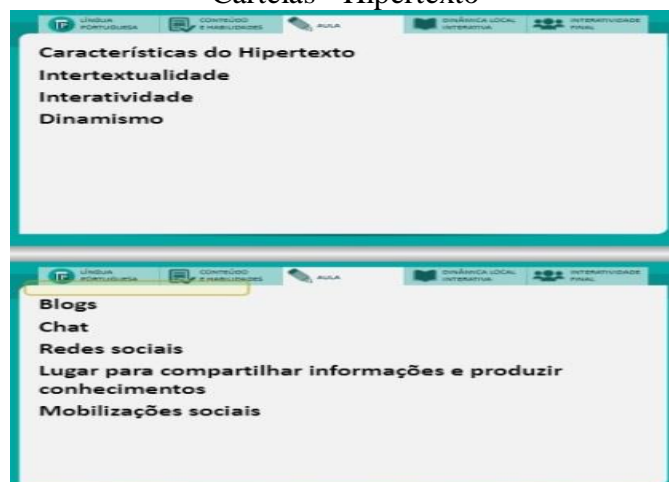 Cartelas - Hipertexto
LÍNGUA PORTUGUESA
CONTEÚDO E HABILIDADES
AULA
DINÂMICA LOCAL INTERATIVA
INTERATIVIDADE FINAL
Características do Hipertexto
Intertextualidade
Interatividade
Dinamismo
LÍNGUA PORTUGUESA
CONTEÚDO E HABILIDADES
AULA
DINÂMICA LOCAL INTERATIVA
INTERATIVIDADE FINAL
Blogs
Chat
Redes sociais
Lugar para compartilhar informações e produzir
conhecimentos
Mobilizações sociais